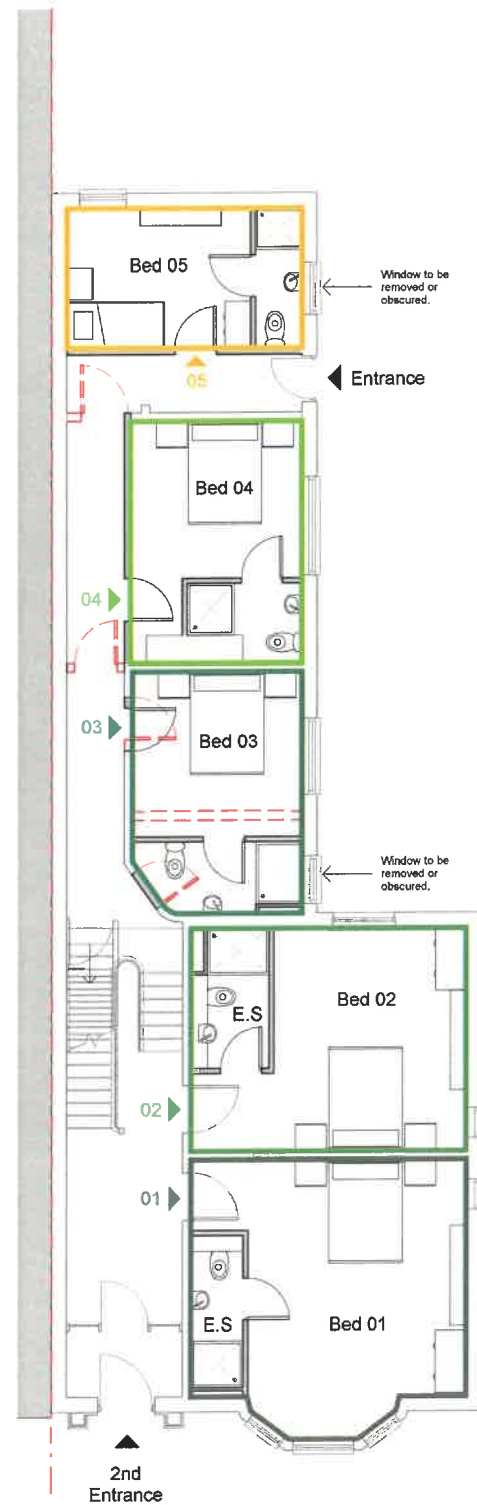 Bed 05
Window to be
removed or
obscured.
05
Entrance
Bed 04
04
03
Bed 03
Window to be
removed or
obscured.
Bed 02
E.S
02
01
E.S
Bed 01
2nd
Entrance